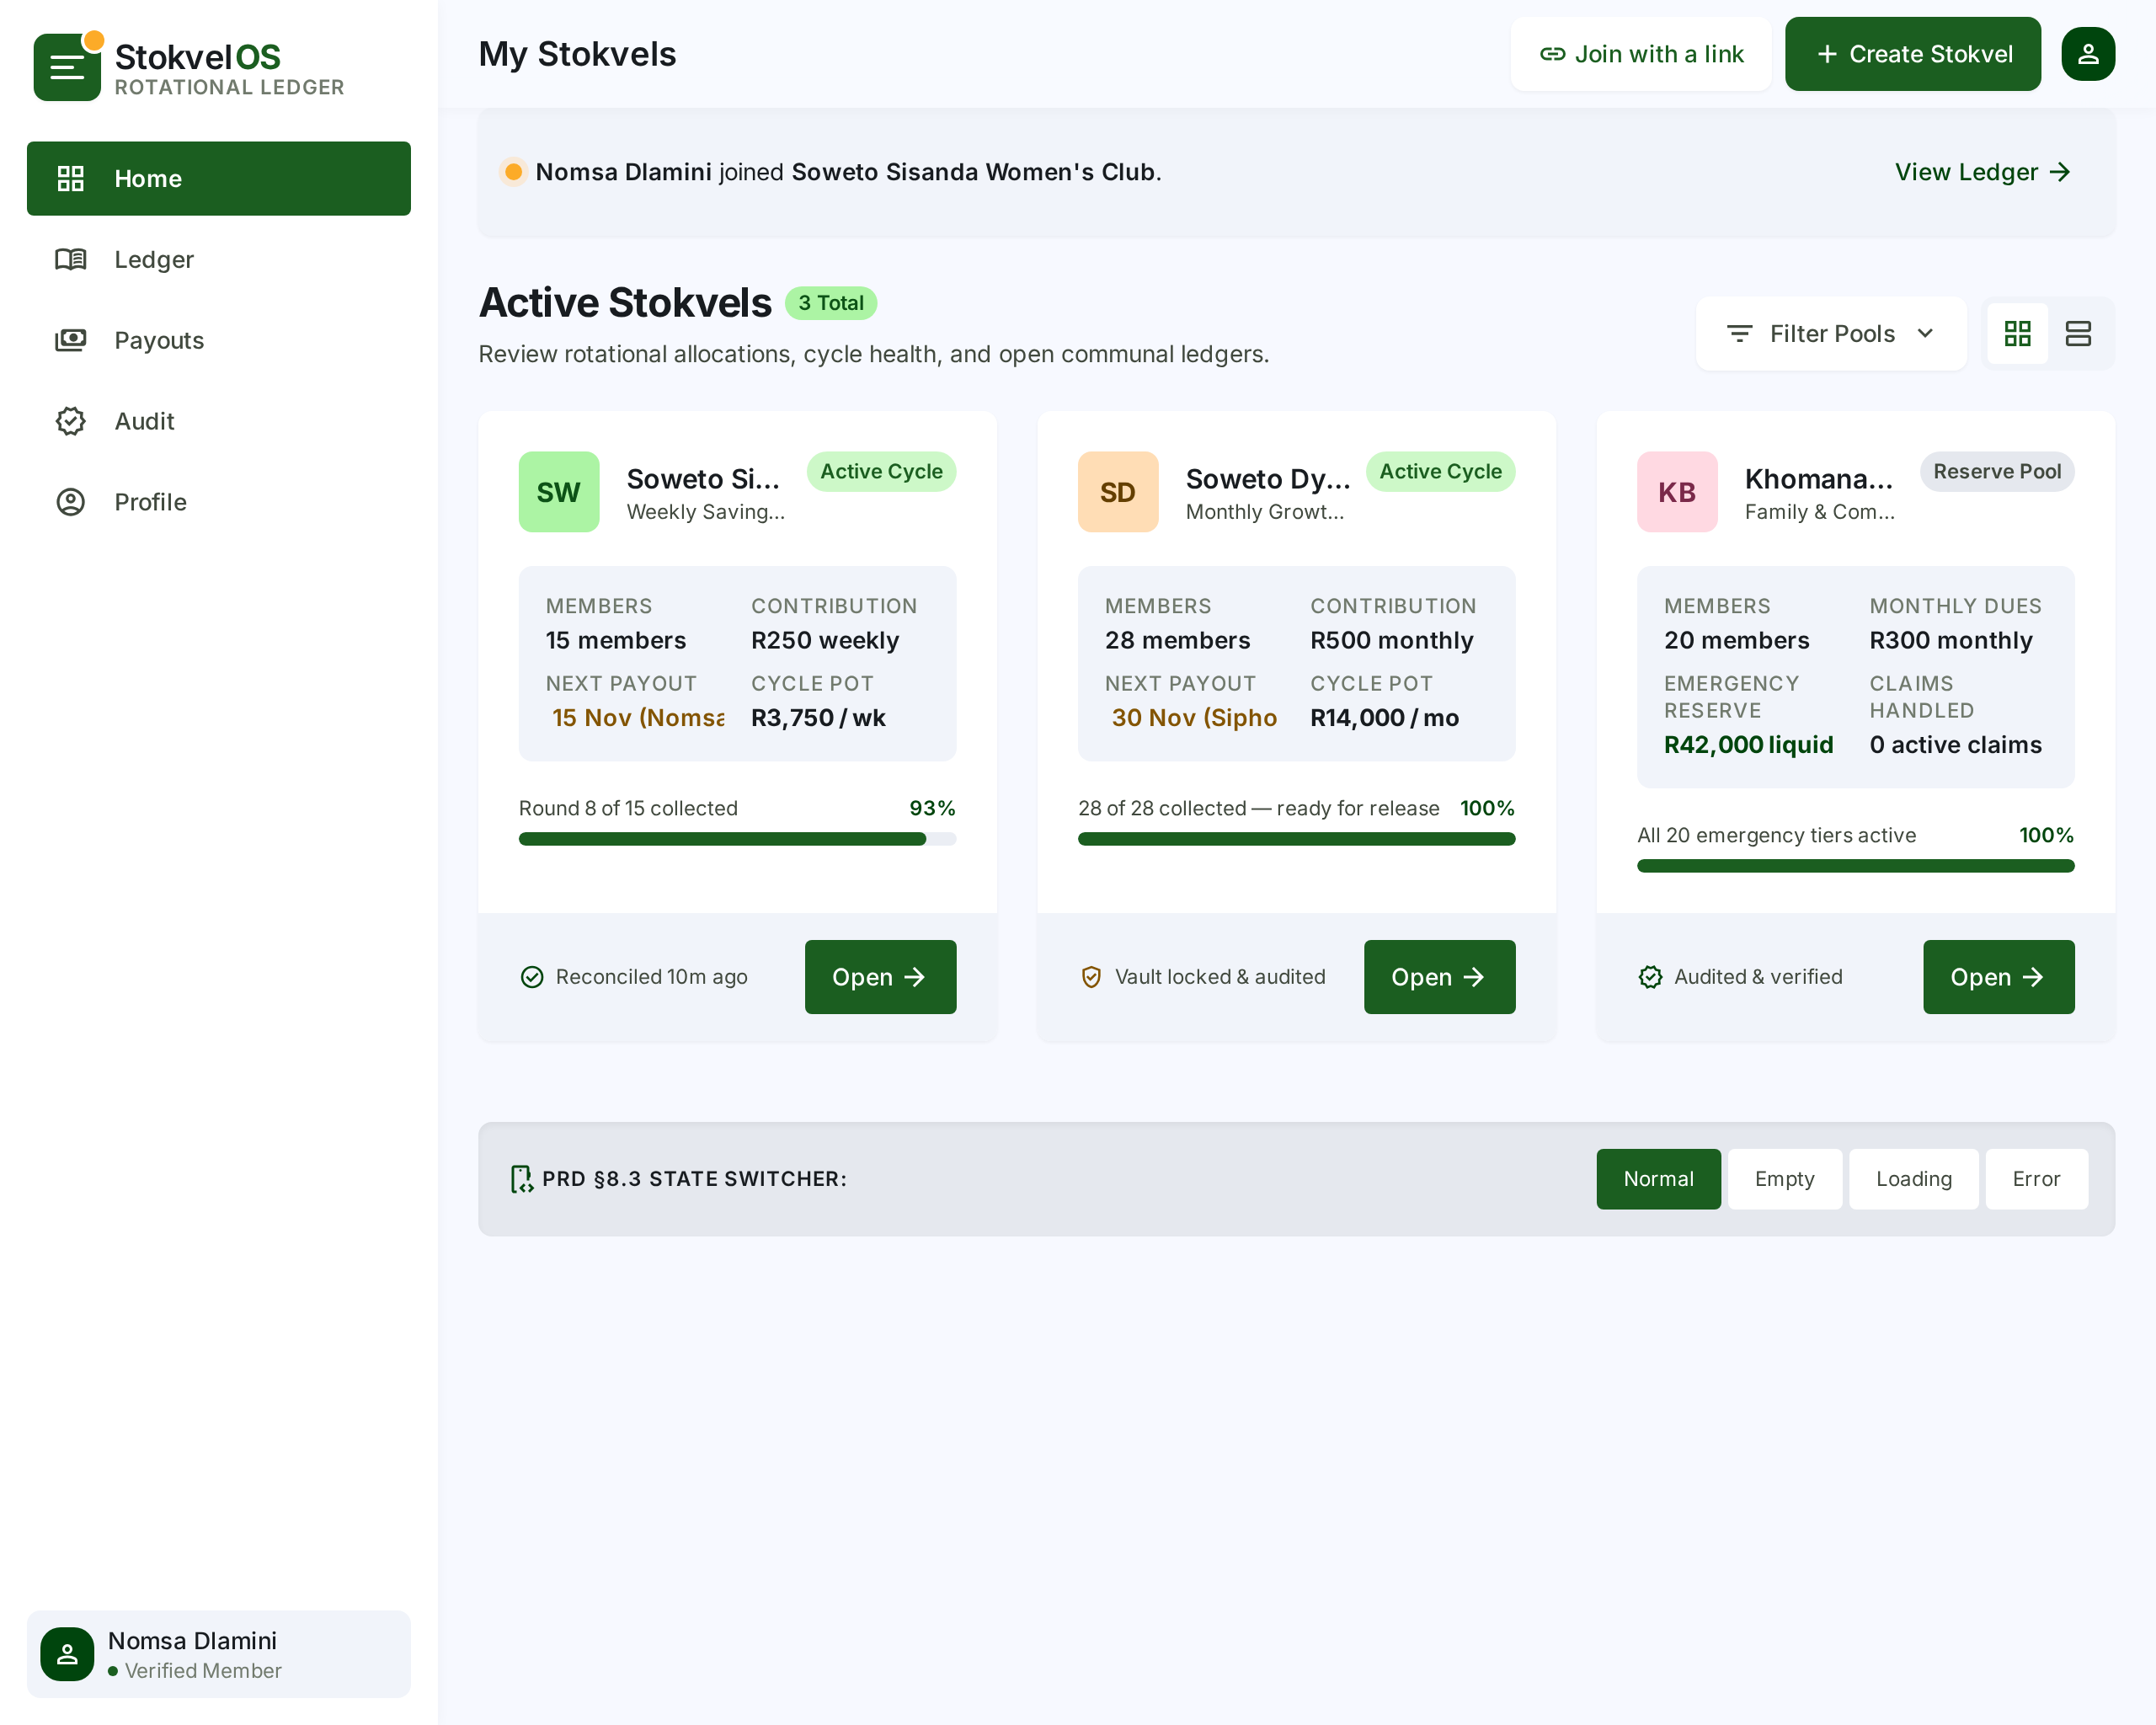 StokvelOS
ROTATIONAL LEDGER
Home
Ledger
Payouts
Audit
Profile
Nomsa Dlamini
Verified Member
My Stokvels
Join with a link
Create Stokvel
Nomsa Dlamini joined Soweto Sisanda Women's Club.
View Ledger
Active Stokvels
3 Total
Review rotational allocations, cycle health, and open communal ledgers.
Filter Pools
SW
Soweto Si...
Weekly Saving...
Active Cycle
MEMBERS
15 members
CONTRIBUTION
R250 weekly
NEXT PAYOUT
15 Nov (Nomsa
CYCLE POT
R3,750 / wk
Round 8 of 15 collected
93%
Reconciled 10m ago
Open
SD
Soweto Dy...
Monthly Growt...
Active Cycle
MEMBERS
28 members
CONTRIBUTION
R500 monthly
NEXT PAYOUT
30 Nov (Sipho
CYCLE POT
R14,000 / mo
28 of 28 collected — ready for release
100%
Vault locked & audited
Open
KB
Khomana...
Family & Com...
Reserve Pool
MEMBERS
20 members
MONTHLY DUES
R300 monthly
EMERGENCY
RESERVE
R42,000 liquid
CLAIMS
HANDLED
0 active claims
All 20 emergency tiers active
100%
Audited & verified
Open
PRD §8.3 STATE SWITCHER:
Normal
Empty
Loading
Error